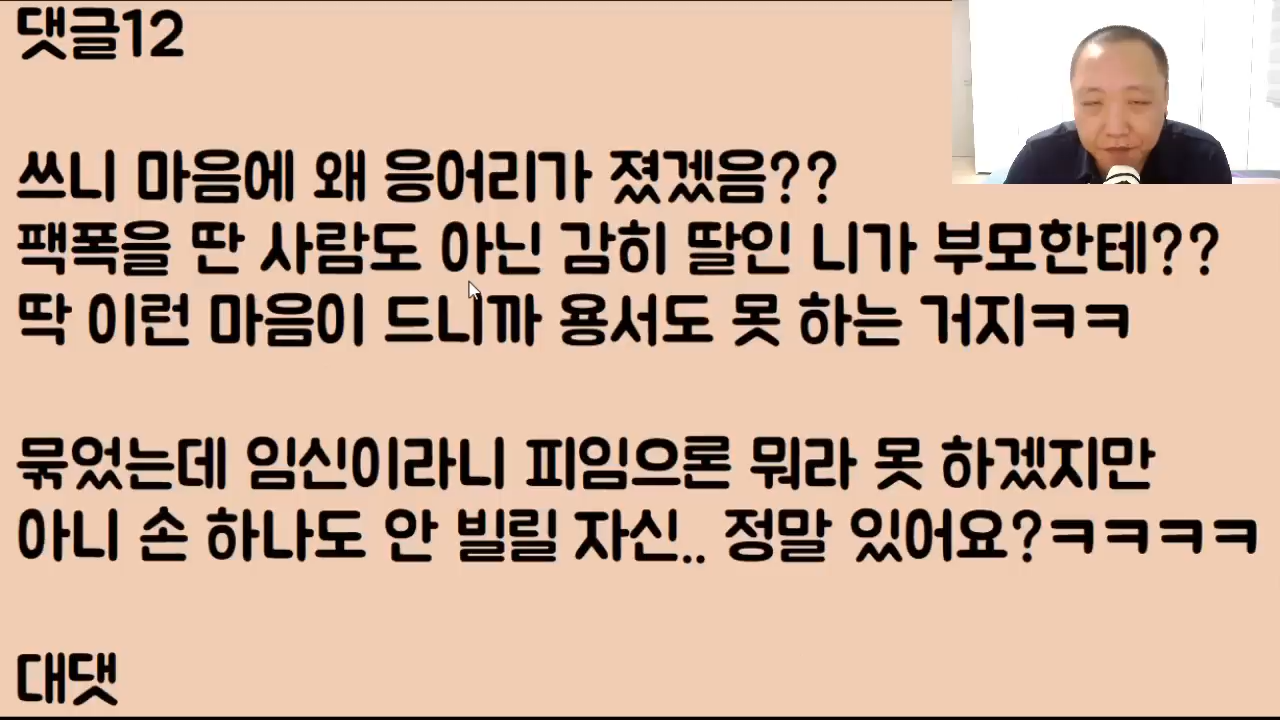 댓글12
쓰니 마음에 왜 응어리가 졌겠음??
팩폭을 딴 사람도 아닌 감히 딸인 니가 부모한테??
딱 이런 마음이 드니까 용서도 못 하는 거지ㅋㅋ
묶었는데 임신이라니 피임으론 뭐라 못 하겠지만
아니 손 하나도 안 빌릴 자신.. 정말 있어요?ㅋㅋㅋㅋ
대댓